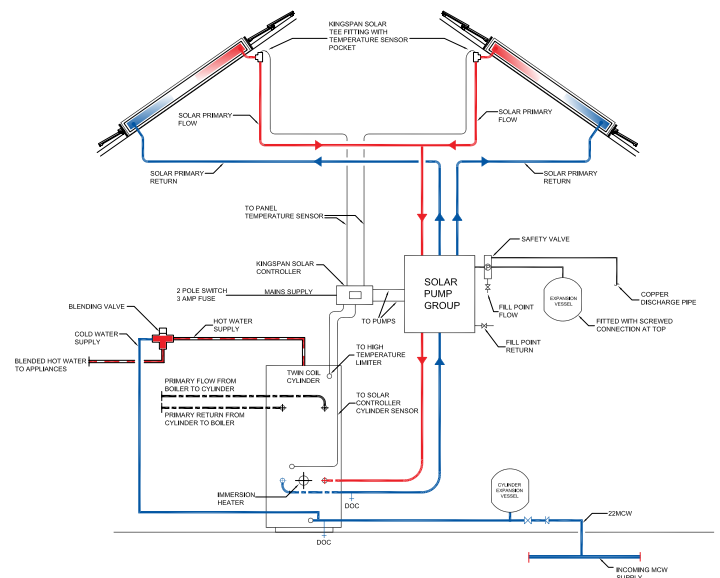 KINGSPAN SOLAR
TEE FITTING WITH
TEMPERATURE SENSOR
POCKET
SOLAR PRIMARY
FLOW
SOLAR PRIMARY
FLOW
SOLAR PRIMARY
RETURN
SOLAR PRIMARY
RETURN
TO PANEL
TEMPERATURE SENSOR
SAFETY VALVE
KINGSPAN SOLAR
CONTROLLER
2 POLE SWITCH
3 AMP FUSE
MAINS SUPPLY
SOLAR
PUMP
GROUP
EXPANSION
VESSEL
COPPER
DISCHARGE PIPE
BLENDING VALVE
TO PUMPS
FILL POINT
FLOW
FITTED WITH SCREWED
CONNECTION AT TOP
COLD WATER
SUPPLY
HOT WATER
SUPPLY
FILL POINT
RETURN
TO HIGH
TEMPERATURE
LIMITER
BLENDED HOT WATER
TO APPLIANCES
TWIN COIL
CYLINDER
PRIMARY FLOW FROM
BOILER TO CYLINDER
PRIMARY RETURN FROM
CYLINDER TO BOILER
TO SOLAR
CONTROLLER
CYLINDER SENSOR
IMMERSION
HEATER
DOC
CYLINDER
EXPANSION
VESSEL
22MCW
DOC
INCOMING MCW
SUPPLY